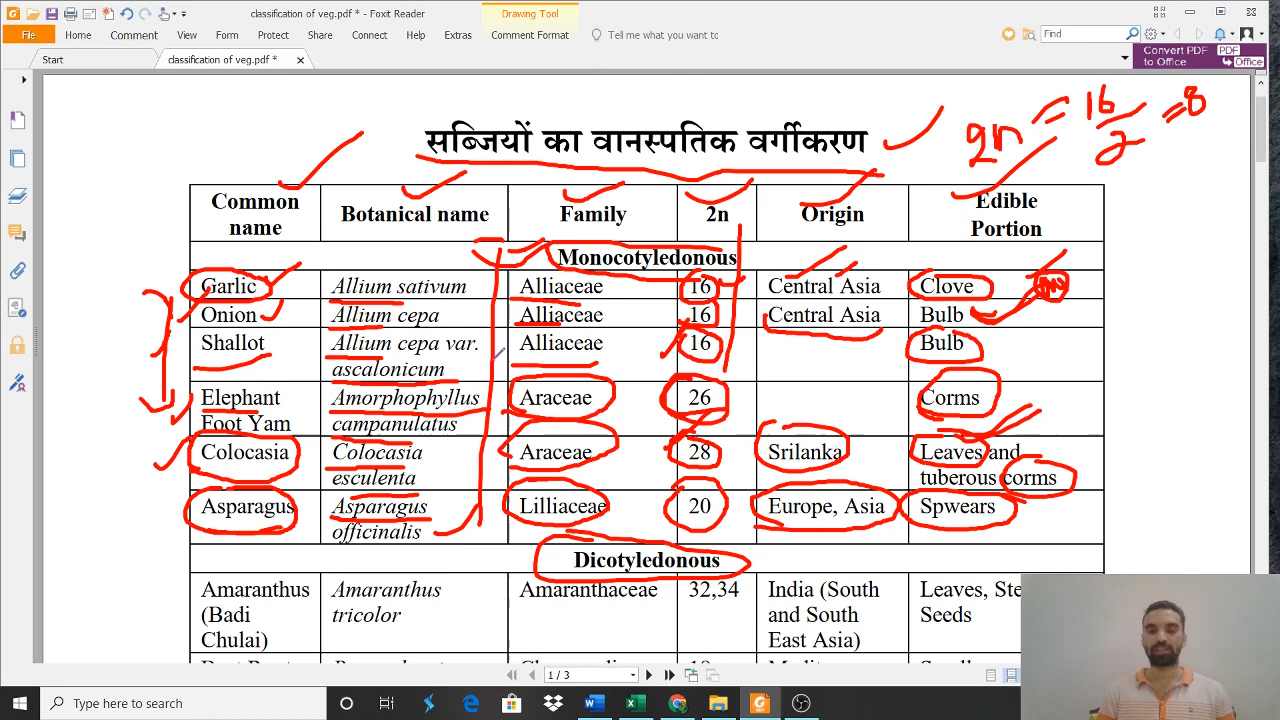 classification of veg.pdf * - Foxit Reader
Drawing Tool
File Home Comment View Form Protect Share Connect Help Extras Comment Format Tell me what you want to Find
Start classification of veg.pdf * Convert PDF to Office PDF Office
2n = 16/2 = 8
सब्जियों का वानस्पतिक वर्गीकरण
Common name Botanical name Family 2n Origin Edible Portion
Monocotyledonous
Garlic Allium sativum Alliaceae 16 Central Asia Clove
Onion Allium cepa Alliaceae 16 Central Asia Bulb
Shallot Allium cepa var. ascalonicum Alliaceae 16 Bulb
Elephant Foot Yam Amorphophyllus campanulatus Araceae 26 Corms
Colocasia Colocasia esculenta Araceae 28 Srilanka Leaves and tuberous corms
Asparagus Asparagus officinalis Lilliaceae 20 Europe, Asia Spwears
Dicotyledonous
Amaranthus (Badi Chulai) Amaranthus tricolor Amaranthaceae 32,34 India (South and South East Asia) Leaves, Seeds
1 / 3
Type here to search